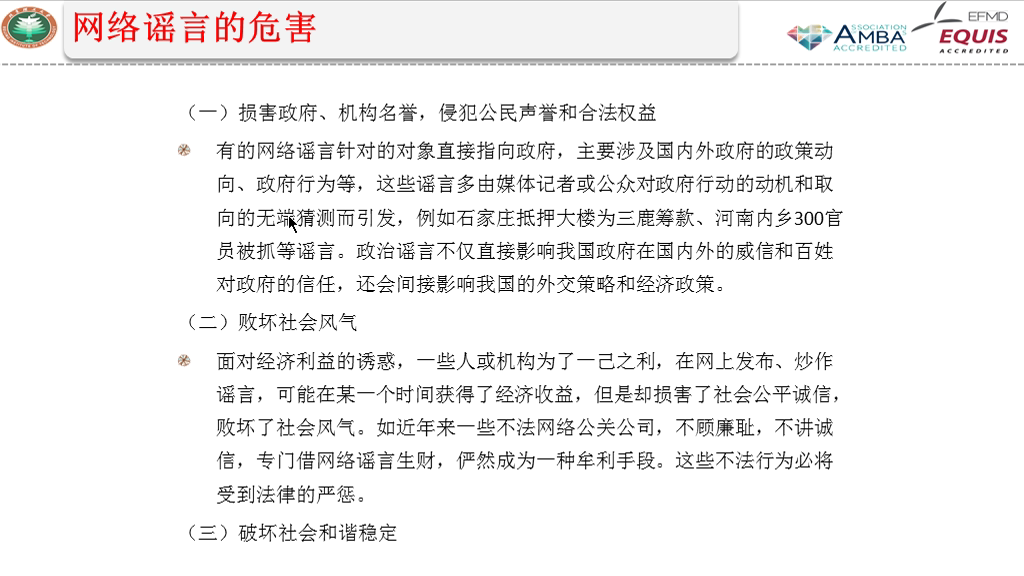 网络谣言的危害
ASSOCIATION
AMBA
ACCREDITED
EFMD
EQUIS
ACCREDITED
（一）损害政府、机构名誉，侵犯公民声誉和合法权益
有的网络谣言针对的对象直接指向政府，主要涉及国内外政府的政策动
向、政府行为等，这些谣言多由媒体记者或公众对政府行动的动机和取
向的无端猜测而引发，例如石家庄抵押大楼为三鹿筹款、河南内乡300官
员被抓等谣言。政治谣言不仅直接影响我国政府在国内外的威信和百姓
对政府的信任，还会间接影响我国的外交策略和经济政策。
（二）败坏社会风气
面对经济利益的诱惑，一些人或机构为了一己之利，在网上发布、炒作
谣言，可能在某一个时间获得了经济收益，但是却损害了社会公平诚信，
败坏了社会风气。如近年来一些不法网络公关公司，不顾廉耻，不讲诚
信，专门借网络谣言生财，俨然成为一种牟利手段。这些不法行为必将
受到法律的严惩。
（三）破坏社会和谐稳定